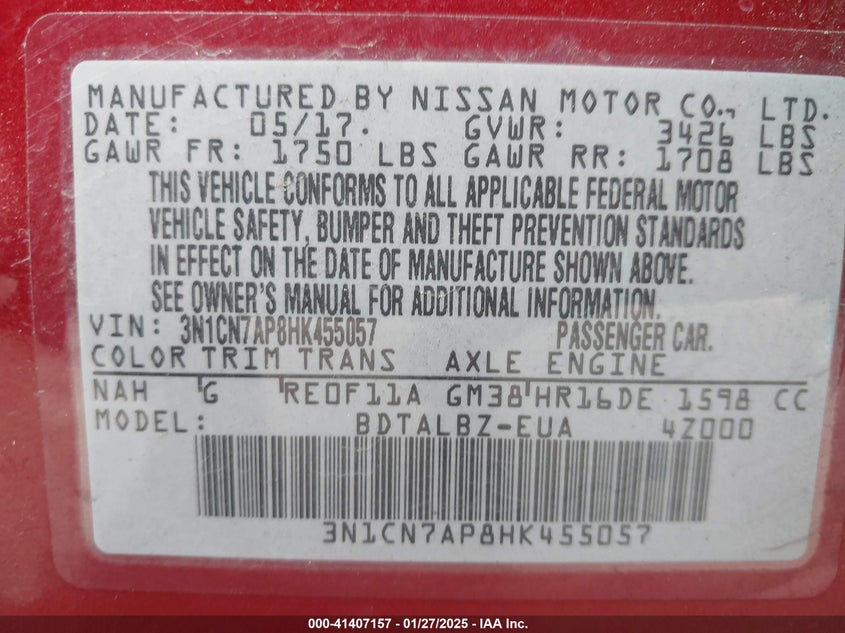 MANUFACTURED BY NISSAN MOTOR CO., LTD.
DATE: 05/17. GVWR: 3426 LBS
GAWR FR: 1750 LBS GAWR RR: 1708 LBS
THIS VEHICLE CONFORMS TO ALL APPLICABLE FEDERAL MOTOR
VEHICLE SAFETY, BUMPER AND THEFT PREVENTION STANDARDS
IN EFFECT ON THE DATE OF MANUFACTURE SHOWN ABOVE.
SEE OWNER'S MANUAL FOR ADDITIONAL INFORMATION.
VIN: 3N1CN7AP8HK455057 PASSENGER CAR.
COLOR TRIM TRANS AXLE ENGINE
NAH G RE0F11A GM38 HR16DE 1598 CC
MODEL: BDTALBZ-EUA 4Z000
3N1CN7AP8HK455057
000-41407157 - 01/27/2025 - IAA Inc.